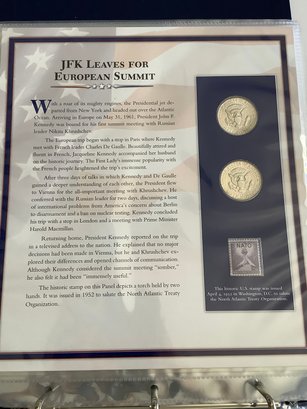 JFK LEAVES FOR
EUROPEAN SUMMIT
With a roar of its mighty engines, the Presidential jet de-
parted from New York and headed out over the Atlantic
Ocean. Arriving in Europe on May 31, 1961, President John F.
Kennedy was bound for his first summit meeting with Russian
leader Nikita Khrushchev.
The European trip began with a stop in Paris where Kennedy
met with French leader Charles De Gaulle. Beautifully attired and
fluent in French, Jacqueline Kennedy accompanied her husband
on the historic journey. The First Lady's immense popularity with
the French people heightened the trip's excitement.
After three days of talks in which Kennedy and De Gaulle
gained a deeper understanding of each other, the President flew
to Vienna for the all-important meeting with Khrushchev. He
conferred with the Russian leader for two days, discussing a host
of international problems from America's concern about Berlin
to disarmament and a ban on nuclear testing. Kennedy concluded
his trip with a stop in London and a meeting with Prime Minister
Harold Macmillan.
Returning home, President Kennedy reported on the trip
in a televised address to the nation. He explained that no major
decisions had been made in Vienna, but he and Khrushchev had
explored their differences and opened channels of communication.
Although Kennedy considered the summit meeting "somber,"
he also felt it had been "immensely useful."
The historic stamp on this Panel depicts a torch held by two
hands. It was issued in 1952 to salute the North Atlantic Treaty
Organization.
NATO
This historic U.S. stamp was issued
April 4, 1952 in Washington, D.C. to salute
the North Atlantic Treaty Organization.